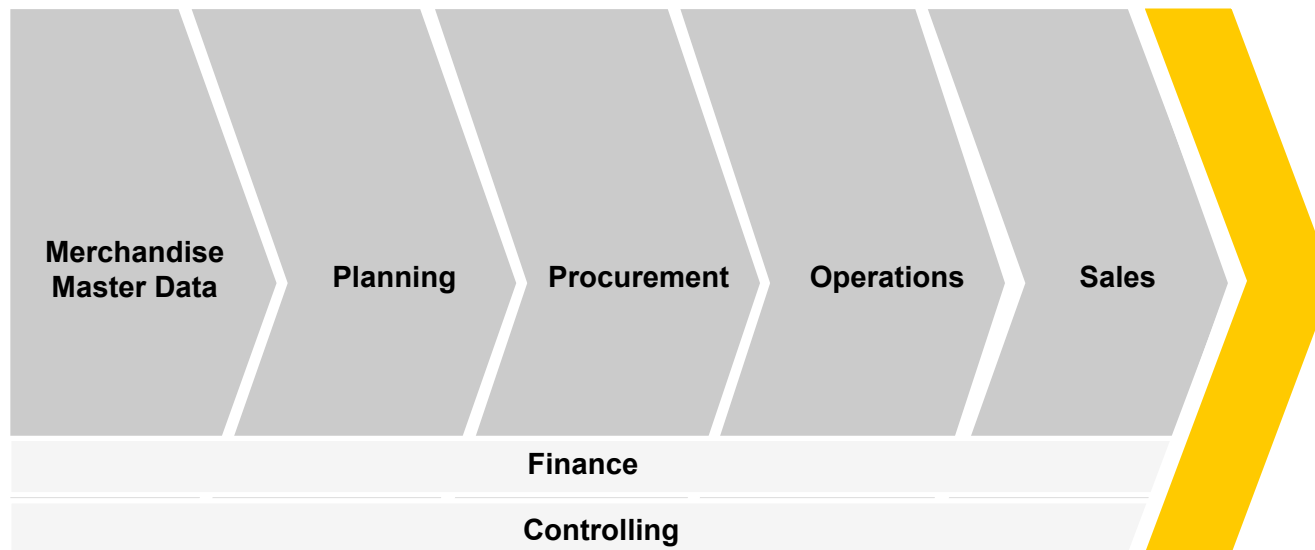 Merchandise
Master Data
Planning
Procurement
Operations
Sales
Finance
Controlling